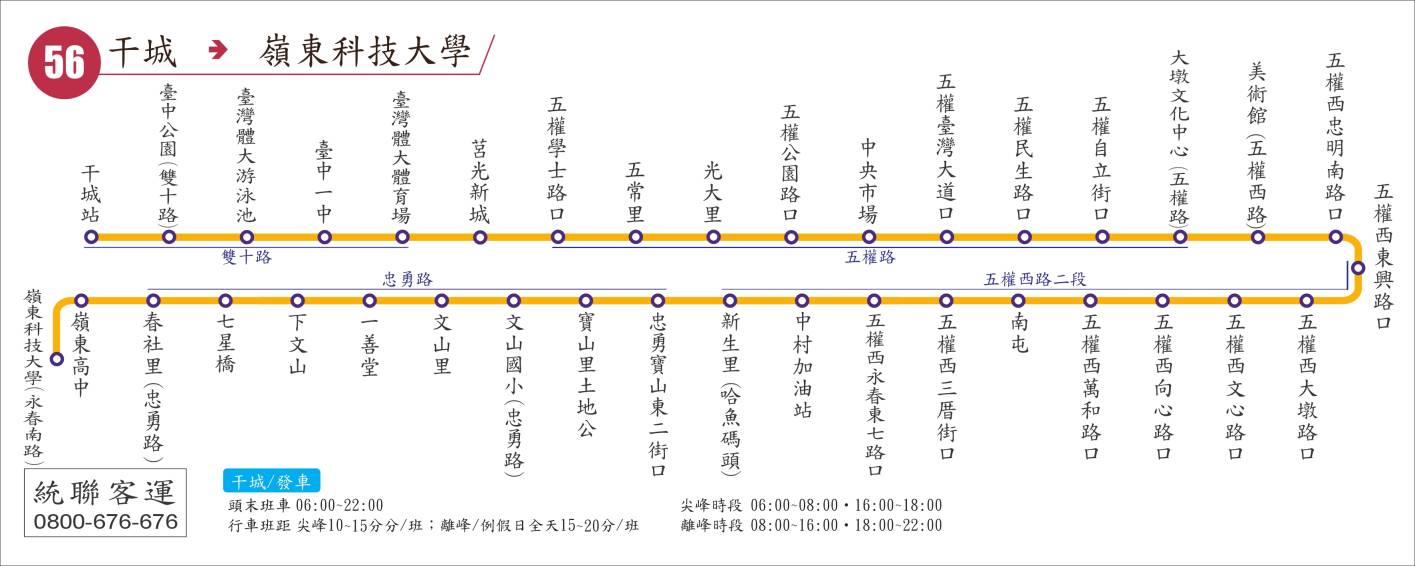 56 干城 → 嶺東科技大學
干城站
臺中公園(雙十路)
臺灣體大游泳池
臺中一中
臺灣體大體育場
莒光新城
五權學士路口
五常里
光大里
五權公園路口
中央市場
五權臺灣大道口
五權民生路口
五權自立街口
大墩文化中心(五權路)
美術館(五權西路)
五權西忠明南路口
五權西東興路口
雙十路
五權路
忠勇路
五權西路二段
五權西大墩路口
五權西文心路口
五權西向心路口
五權西萬和路口
南屯
五權西三厝街口
五權西永春東七路口
中村加油站
新生里(哈魚碼頭)
忠勇寶山東二街口
寶山里土地公
文山國小(忠勇路)
文山里
一善堂
下文山
七星橋
春社里(忠勇路)
嶺東高中
嶺東科技大學(永春南路)
統聯客運
0800-676-676
干城/發車
頭末班車 06:00~22:00
行車班距 尖峰10~15分分/班；離峰/例假日全天15~20分/班
尖峰時段 06:00~08:00・16:00~18:00
離峰時段 08:00~16:00・18:00~22:00